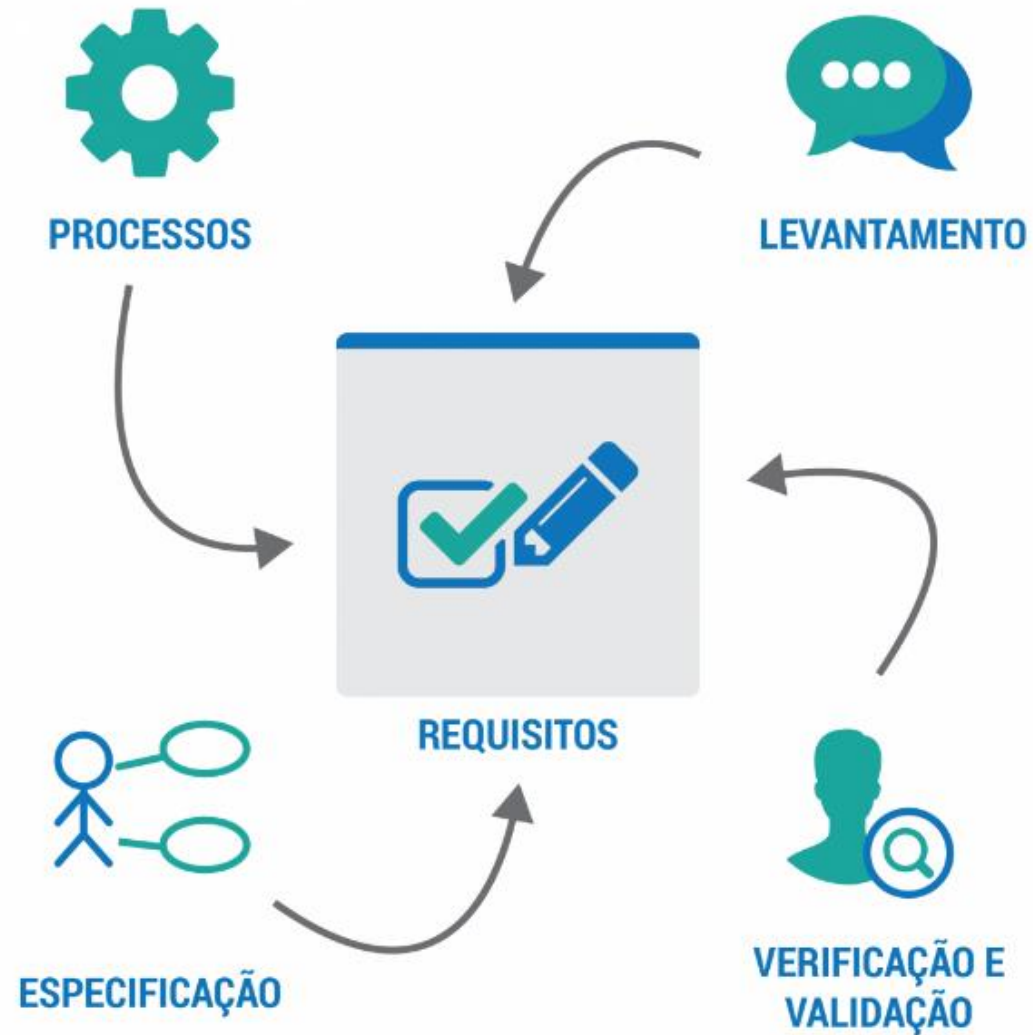 PROCESSOS
LEVANTAMENTO
REQUISITOS
ESPECIFICAÇÃO
VERIFICAÇÃO E
VALIDAÇÃO